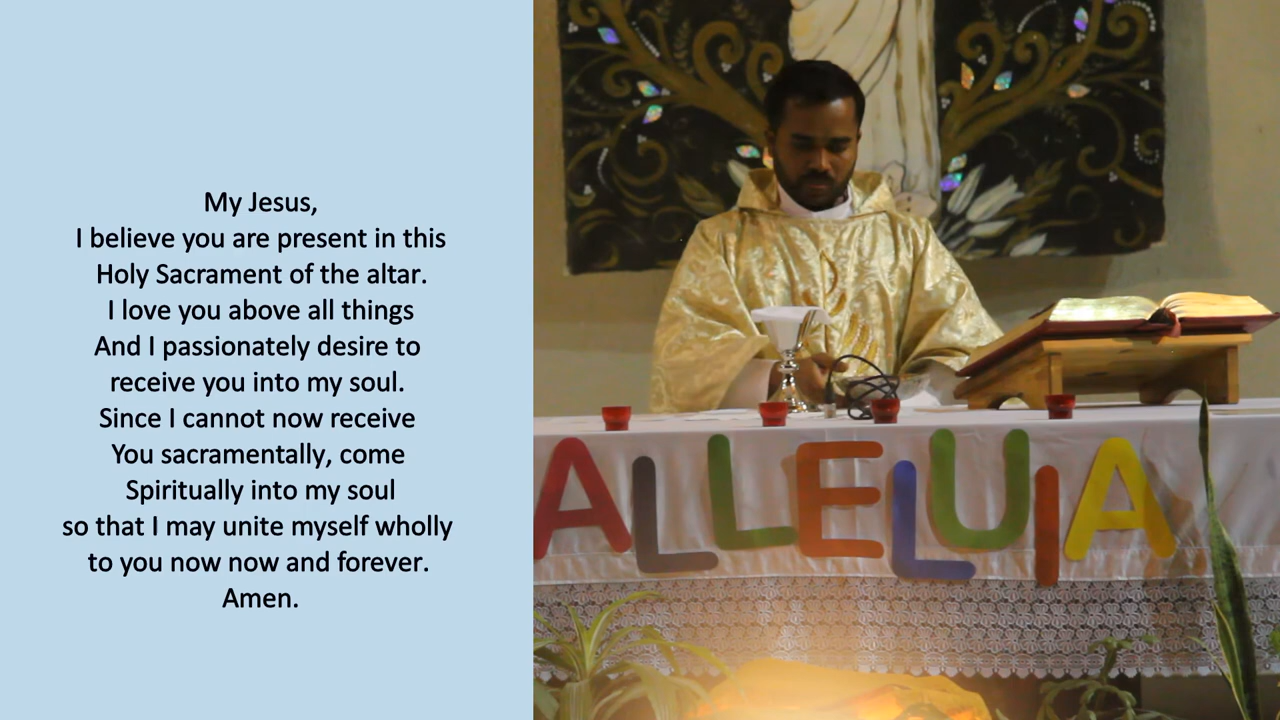 My Jesus,
I believe you are present in this
Holy Sacrament of the altar.
I love you above all things
And I passionately desire to
receive you into my soul.
Since I cannot now receive
You sacramentally, come
Spiritually into my soul
so that I may unite myself wholly
to you now now and forever.
Amen.
ALLELUIA